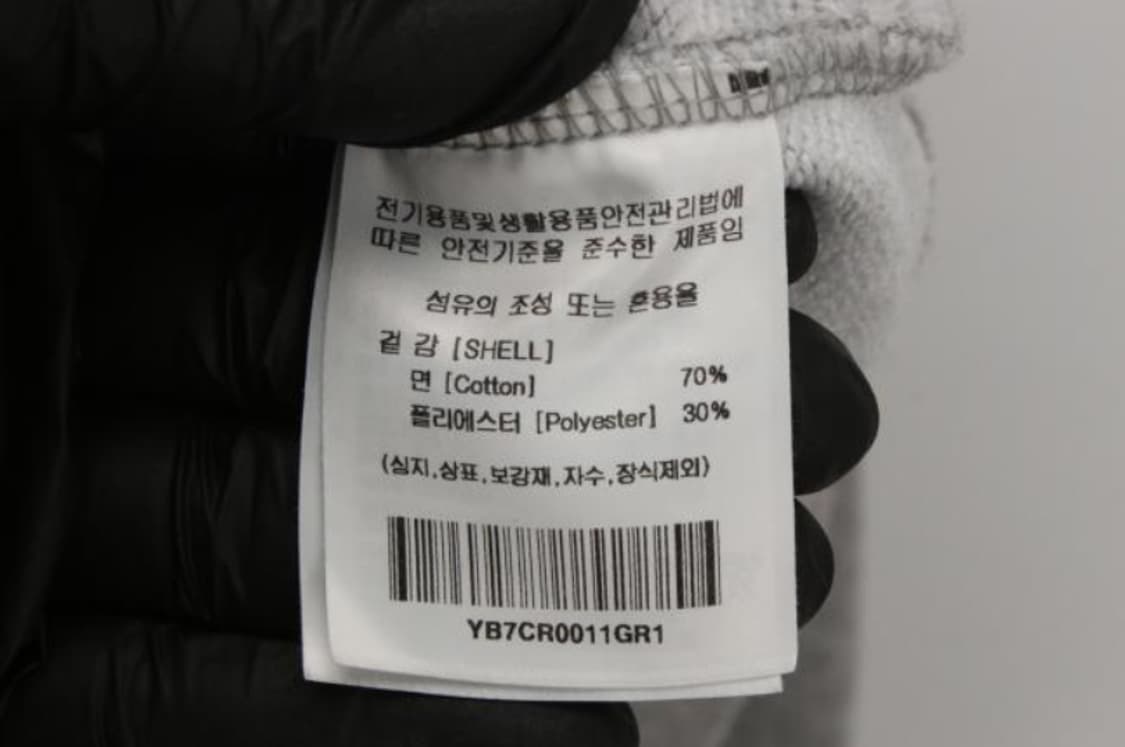 전기용품및생활용품안전관리법에
따른 안전기준을 준수한 제품임
섬유의 조성 또는 혼용율
겉 감 [SHELL]
면 [Cotton] 70%
폴리에스터 [Polyester] 30%
(심지,상표,보강재,자수,장식제외)
YB7CR0011GR1